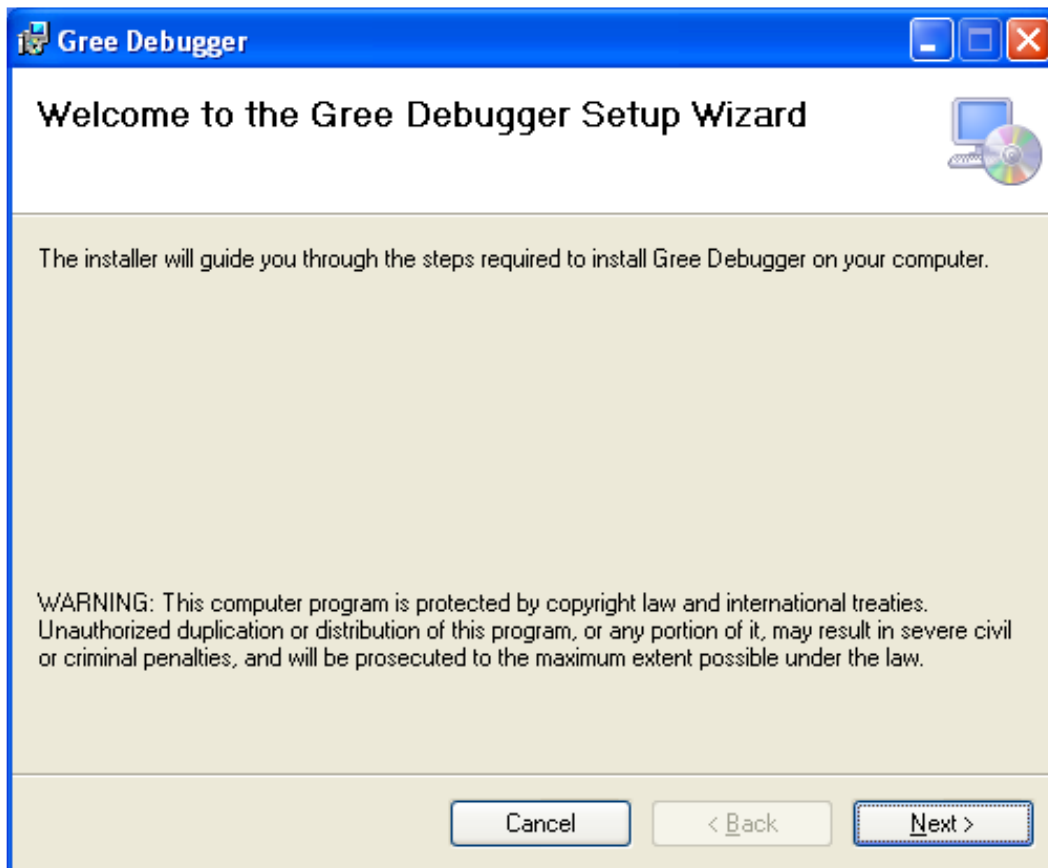 Gree Debugger
Welcome to the Gree Debugger Setup Wizard
The installer will guide you through the steps required to install Gree Debugger on your computer.
WARNING: This computer program is protected by copyright law and international treaties.
Unauthorized duplication or distribution of this program, or any portion of it, may result in severe civil
or criminal penalties, and will be prosecuted to the maximum extent possible under the law.
Cancel < Back Next >